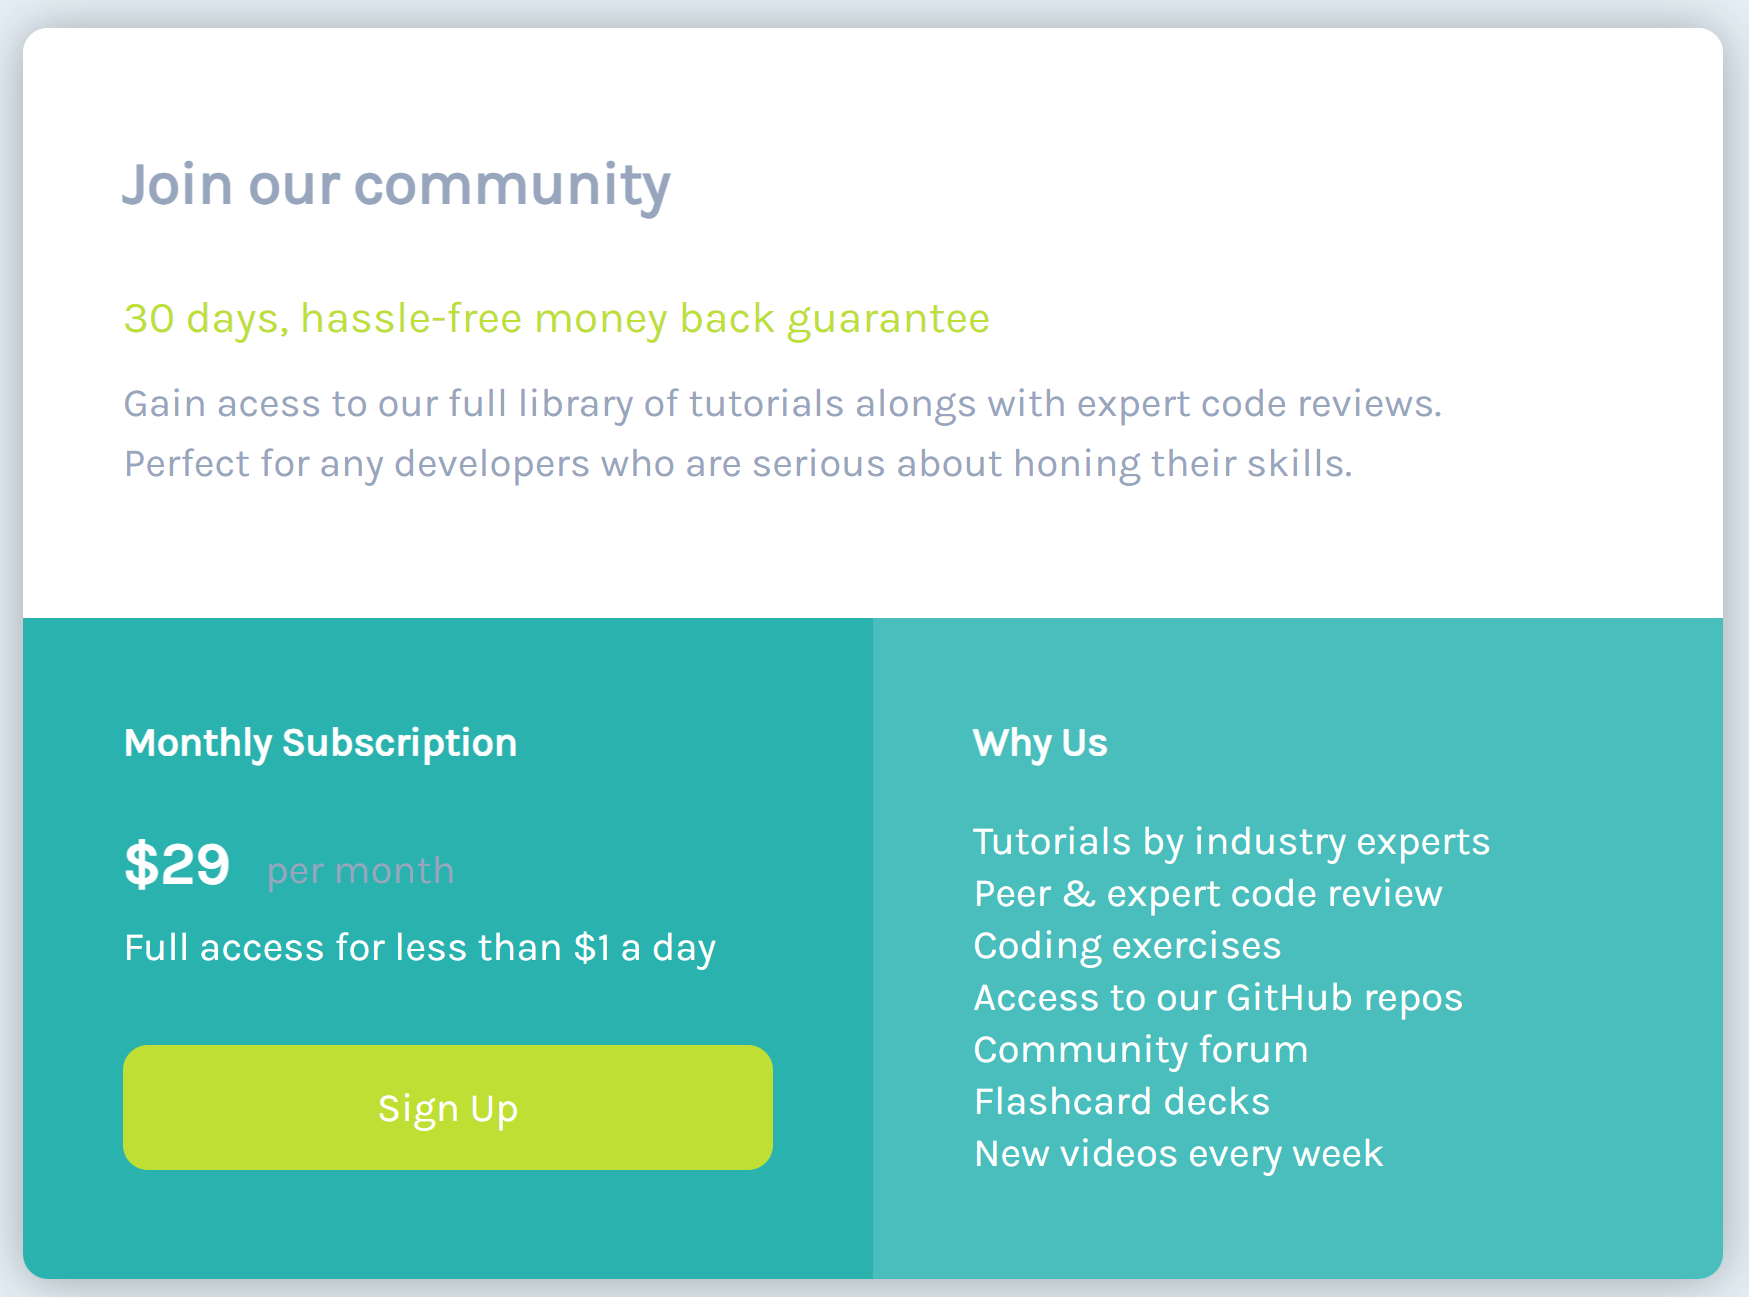 Join our community
30 days, hassle-free money back guarantee
Gain acess to our full library of tutorials alongs with expert code reviews.
Perfect for any developers who are serious about honing their skills.
Monthly Subscription
$29 per month
Full access for less than $1 a day
Sign Up
Why Us
Tutorials by industry experts
Peer & expert code review
Coding exercises
Access to our GitHub repos
Community forum
Flashcard decks
New videos every week